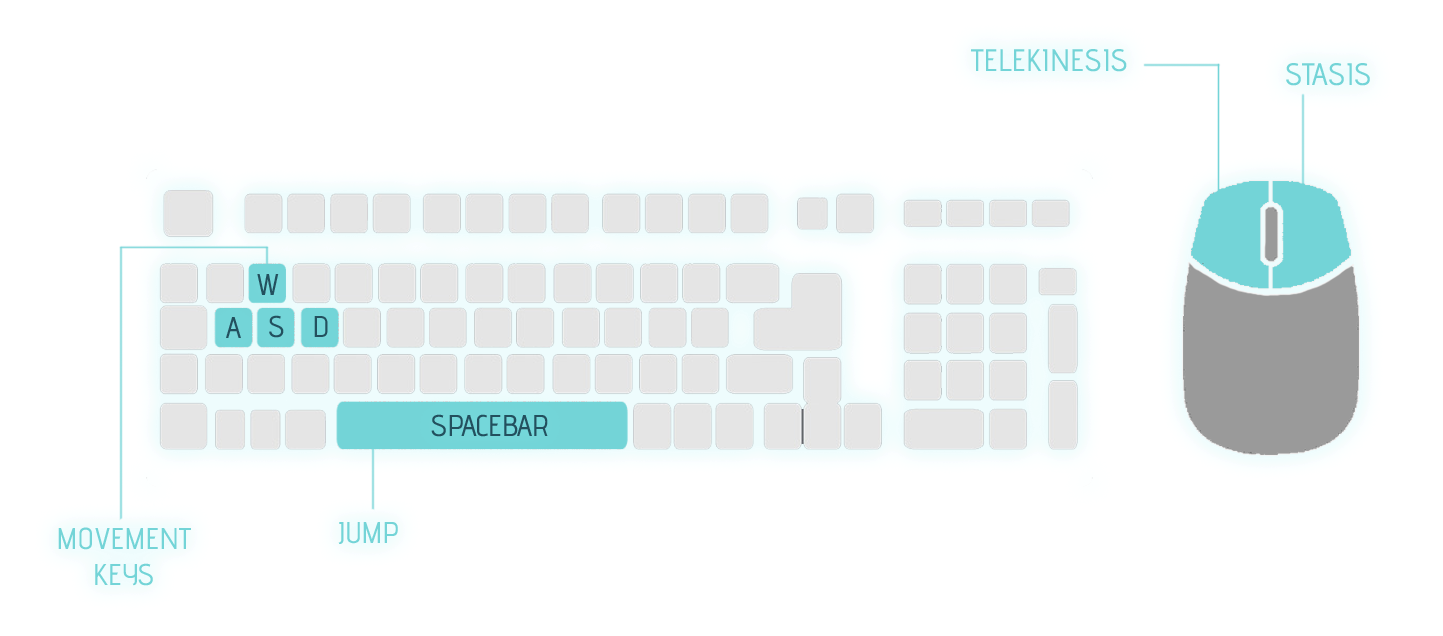 TELEKINESIS
STASIS
W
A S D
SPACEBAR
JUMP
MOVEMENT
KEYS